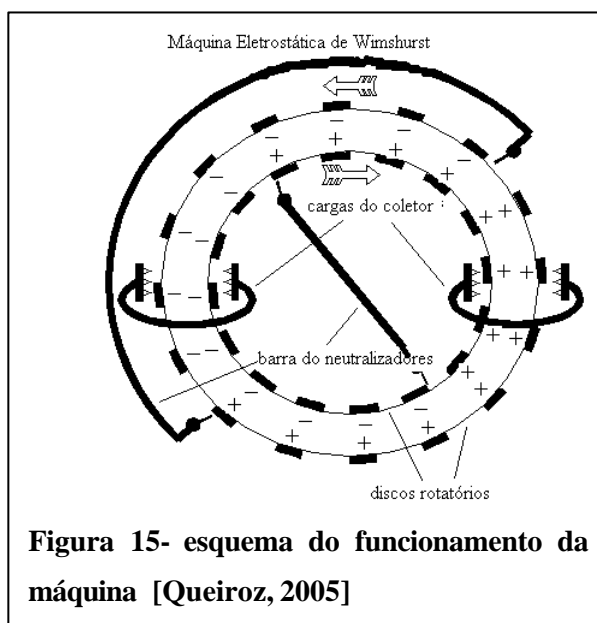 Máquina Eletrostática de Wimshurst
cargas do coletor
barra do neutralizadores
discos rotatórios
Figura 15- esquema do funcionamento da
máquina [Queiroz, 2005]